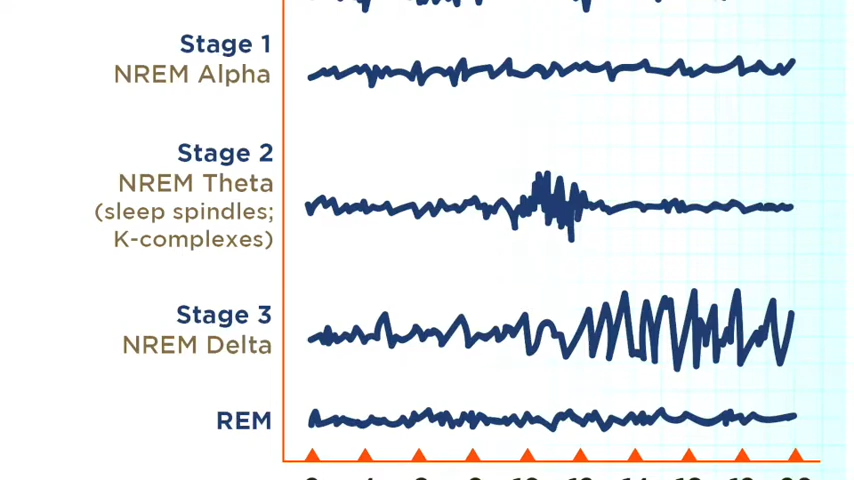 Stage 1
NREM Alpha
Stage 2
NREM Theta
(sleep spindles;
K-complexes)
Stage 3
NREM Delta
REM